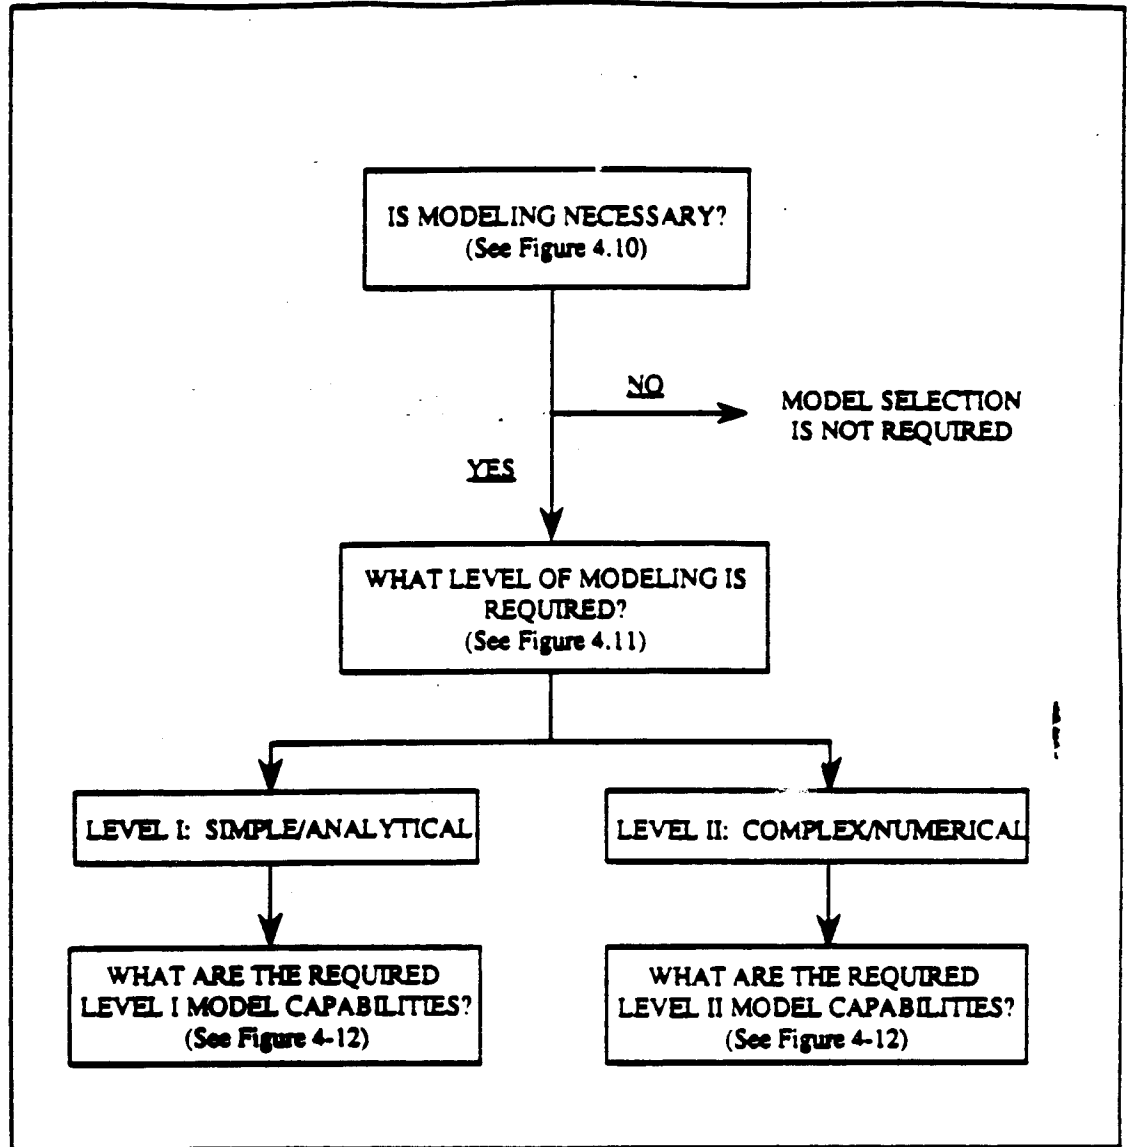 IS MODELING NECESSARY?
(See Figure 4.10)
NO
MODEL SELECTION
IS NOT REQUIRED
YES
WHAT LEVEL OF MODELING IS
REQUIRED?
(See Figure 4.11)
LEVEL I: SIMPLE/ANALYTICAL
LEVEL II: COMPLEX/NUMERICAL
WHAT ARE THE REQUIRED
LEVEL I MODEL CAPABILITIES?
(See Figure 4-12)
WHAT ARE THE REQUIRED
LEVEL II MODEL CAPABILITIES?
(See Figure 4-12)